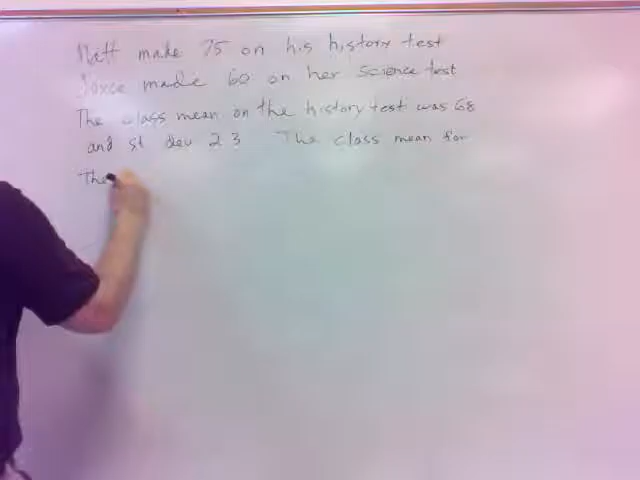 Matt made 75 on his history test
Joyce made 60 on her science test
The class mean on the history test was 68
and st dev 2.3 The class mean for
The